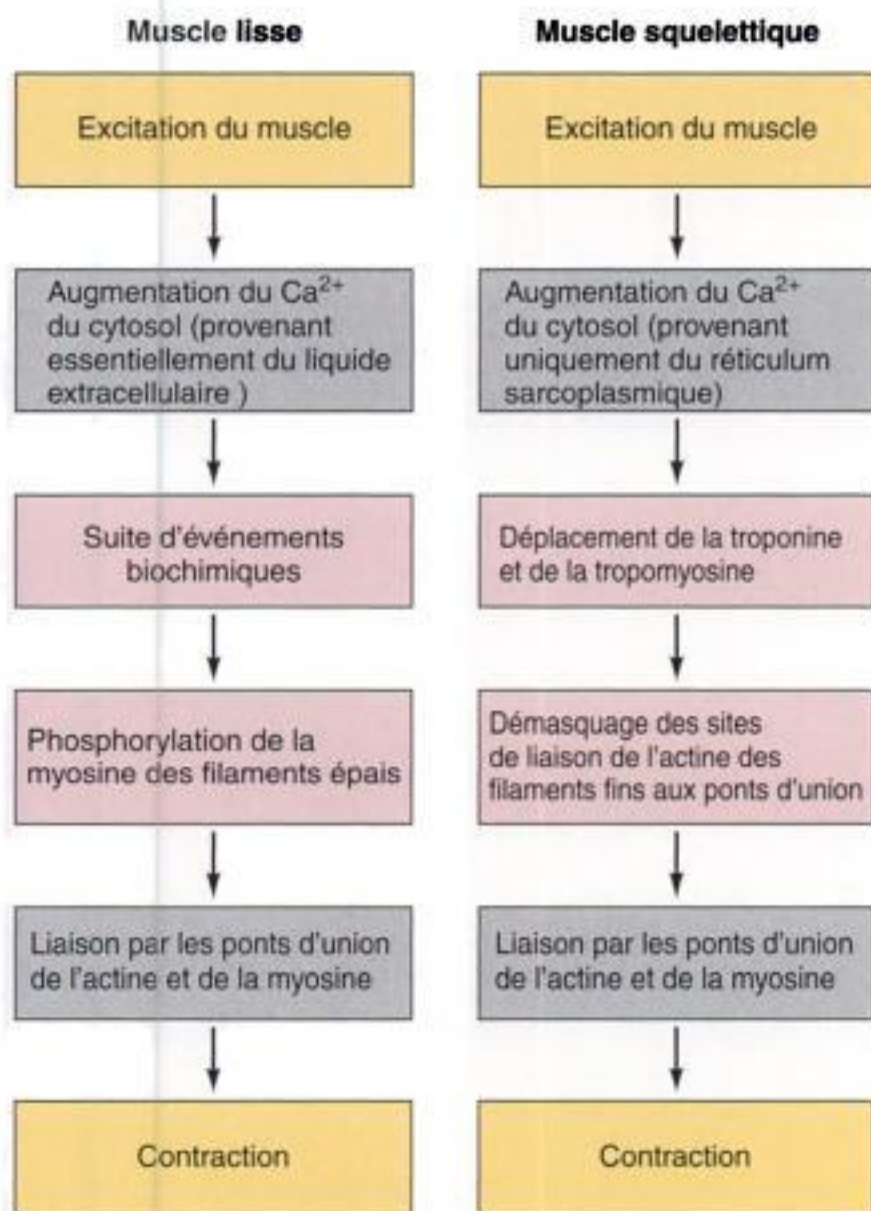 Muscle lisse
Excitation du muscle
Augmentation du Ca²⁺
du cytosol (provenant
essentiellement du liquide
extracellulaire )
Suite d'événements
biochimiques
Phosphorylation de la
myosine des filaments épais
Liaison par les ponts d'union
de l'actine et de la myosine
Contraction
Muscle squelettique
Excitation du muscle
Augmentation du Ca²⁺
du cytosol (provenant
uniquement du réticulum
sarcoplasmique)
Déplacement de la troponine
et de la tropomyosine
Démasquage des sites
de liaison de l'actine des
filaments fins aux ponts d'union
Liaison par les ponts d'union
de l'actine et de la myosine
Contraction